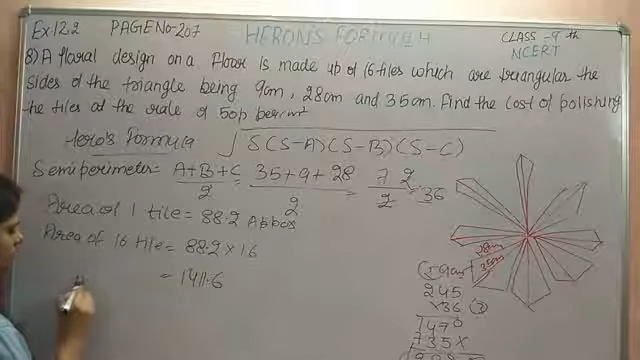 Ex:12.2 PAGE No-207 HERON'S FORMULA CLASS-9th
NCERT
8) A floral design on a floor is made up of 16 tiles which are triangular the
sides of the triangle being 9cm, 28cm and 35cm. Find the cost of polishing
the tiles at the rate of 50p per cm²
Hero's Formula √S(S-A)(S-B)(S-C)
Semiperimeter = A+B+C/2 = 35+9+28/2 = 72/2 = 36
Area of 1 tile = 88.2 Approx
Area of 16 tile = 88.2 × 16
= 1411.6
28cm
35cm
9cm
245
×36
1470
735×